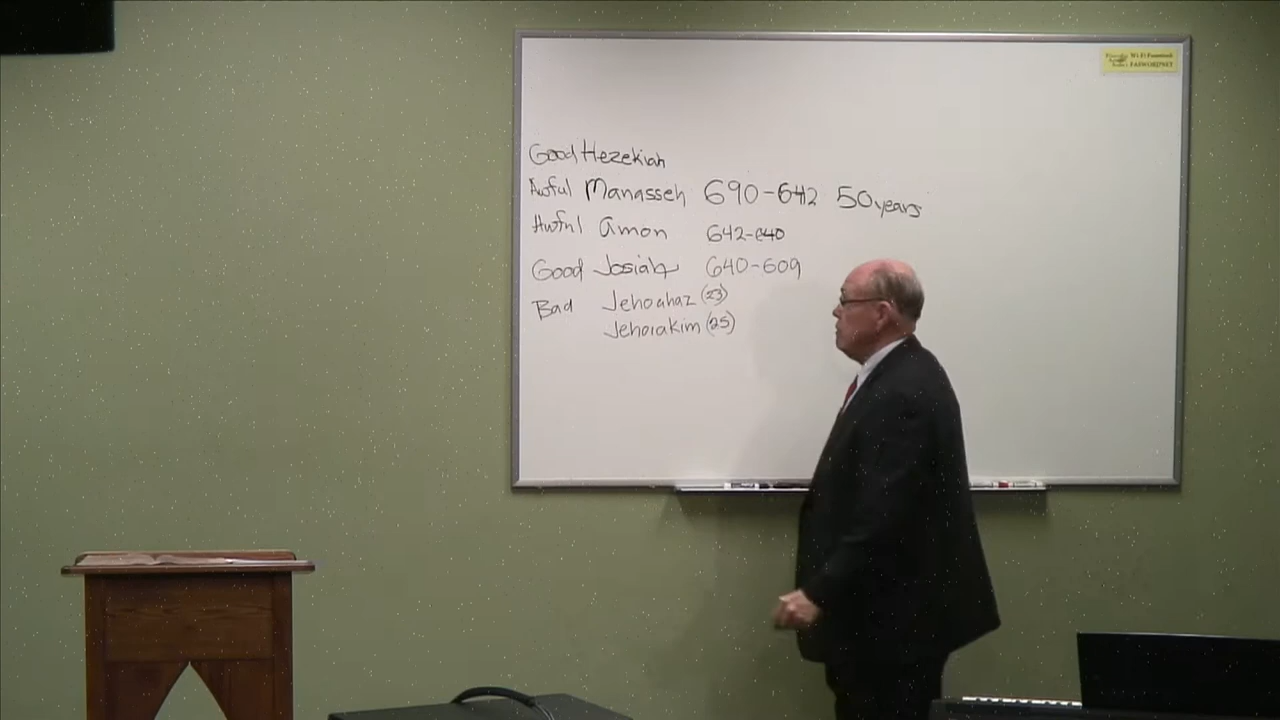 Good Hezekiah
Awful Manasseh 690-642 50 years
Awful Amon 642-640
Good Josiah 640-609
Bad Jehoahaz (23)
Jehoiakim (25)